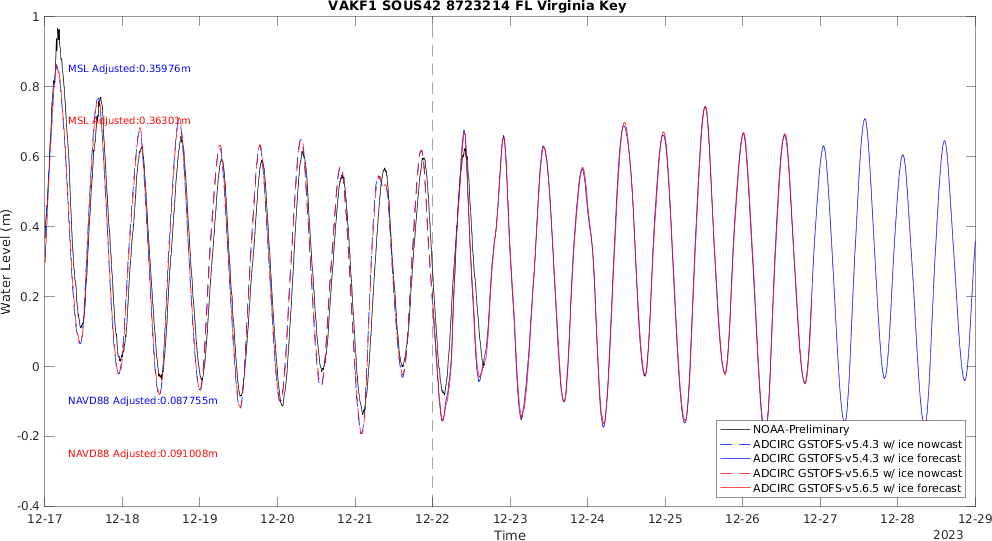 VAKF1 SOUS42 8723214 FL Virginia Key
1
0.8
0.6
0.4
0.2
0
-0.2
-0.4
Water Level (m)
MSL Adjusted:0.35976m
MSL Adjusted:0.36301m
NAVD88 Adjusted:0.087755m
NAVD88 Adjusted:0.091008m
NOAA-Preliminary
ADCIRC GSTOFS-v5.4.3 w/ ice nowcast
ADCIRC GSTOFS-v5.4.3 w/ ice forecast
ADCIRC GSTOFS-v5.6.5 w/ ice nowcast
ADCIRC GSTOFS-v5.6.5 w/ ice forecast
12-17 12-18 12-19 12-20 12-21 12-22 12-23 12-24 12-25 12-26 12-27 12-28 12-29
Time
2023